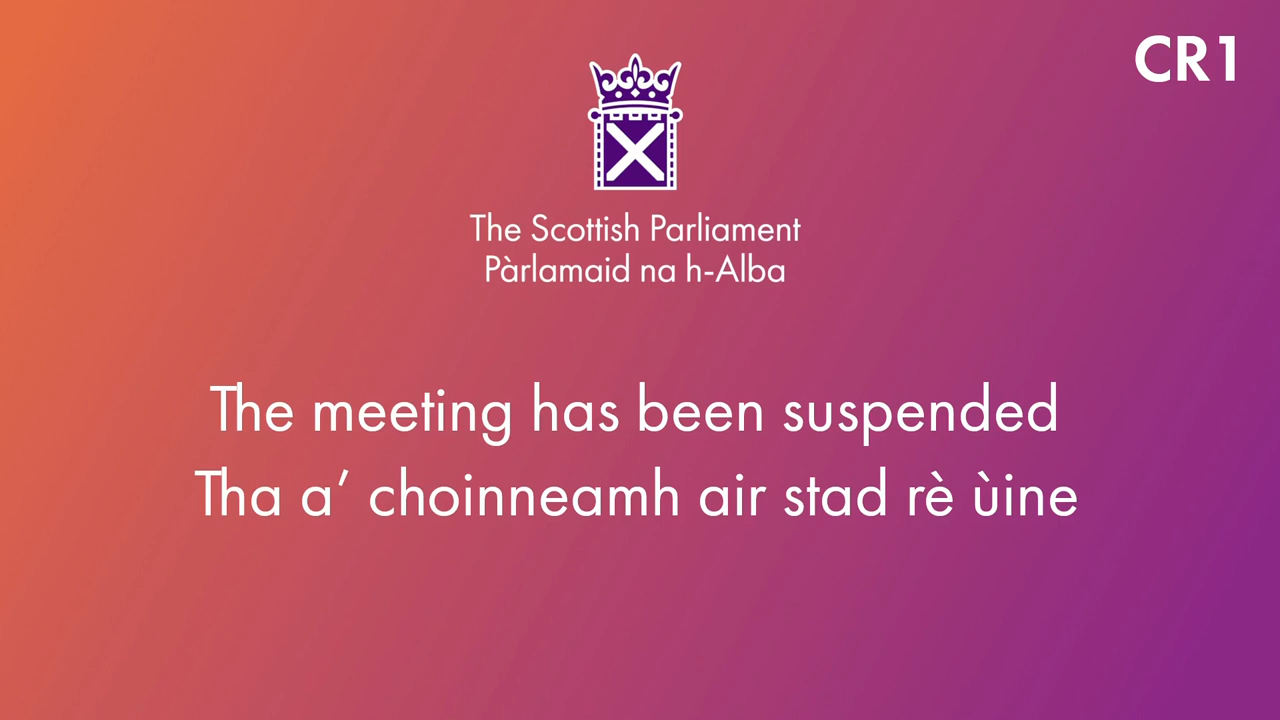 CR1
The Scottish Parliament
Pàrlamaid na h-Alba
The meeting has been suspended
Tha a’ choinneamh air stad rè ùine